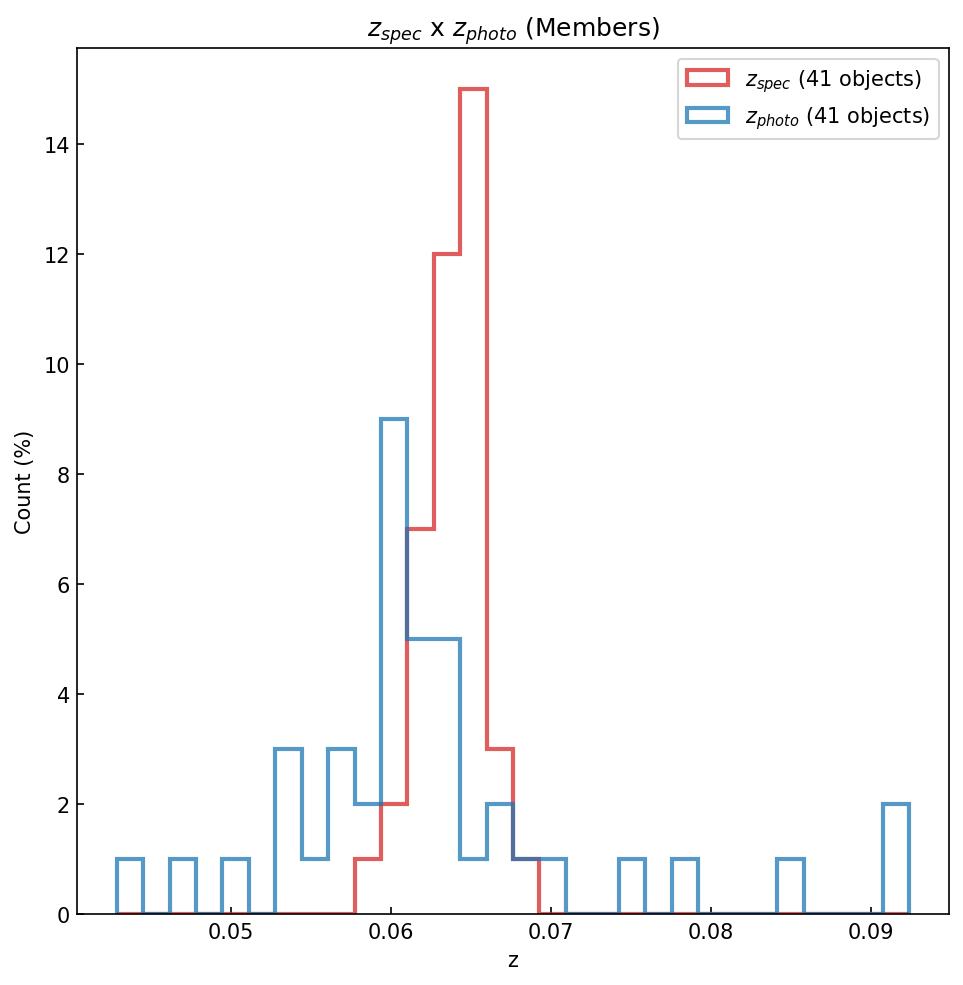 z_spec x z_photo (Members)
z_spec (41 objects)
z_photo (41 objects)
14
12
10
8
6
4
2
0
Count (%)
0.05 0.06 0.07 0.08 0.09
z